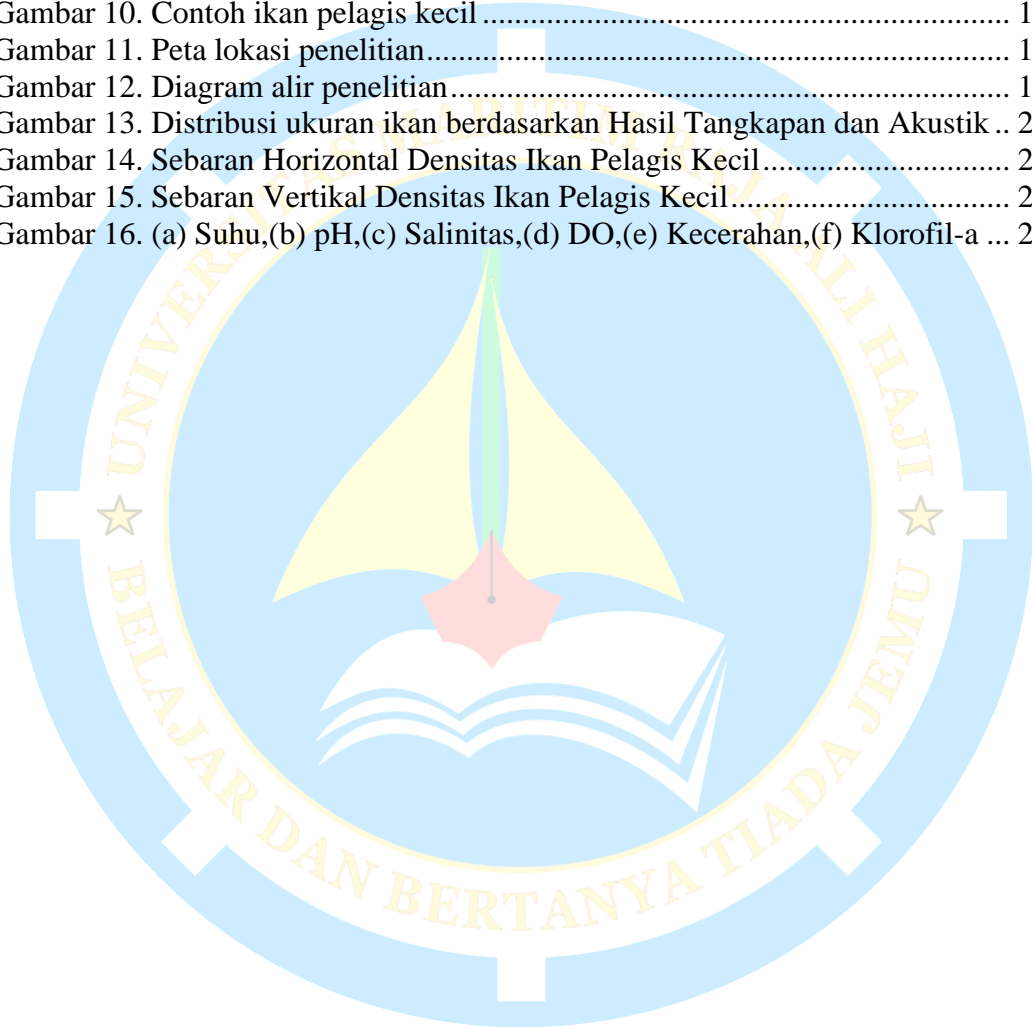 Gambar 10. Contoh ikan pelagis kecil ........................................................................ 1
Gambar 11. Peta lokasi penelitian................................................................................ 1
Gambar 12. Diagram alir penelitian............................................................................. 1
Gambar 13. Distribusi ukuran ikan berdasarkan Hasil Tangkapan dan Akustik .. 2
Gambar 14. Sebaran Horizontal Densitas Ikan Pelagis Kecil.................................. 2
Gambar 15. Sebaran Vertikal Densitas Ikan Pelagis Kecil...................................... 2
Gambar 16. (a) Suhu,(b) pH,(c) Salinitas,(d) DO,(e) Kecerahan,(f) Klorofil-a ... 2
UNIVERSITAS MARITIM RAJA ALI HAJI
BELAJAR DAN BERTANYA TIADA JEMU